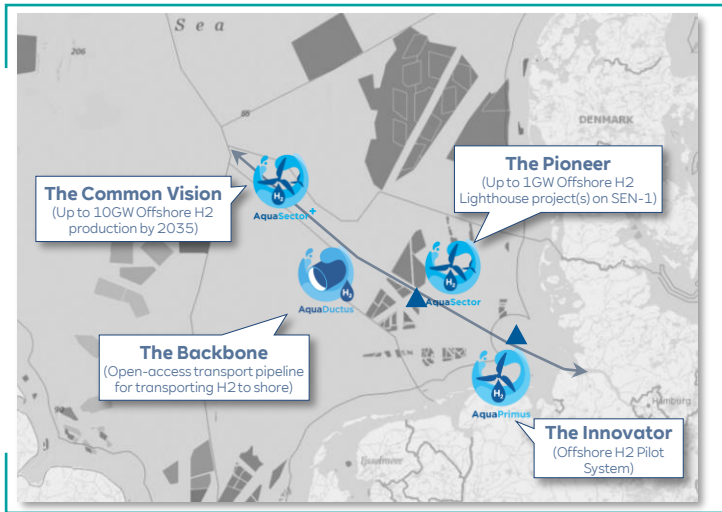 Sea
206
89
DENMARK
The Pioneer
(Up to 1GW Offshore H2
Lighthouse project(s) on SEN-1)
The Common Vision
(Up to 10GW Offshore H2
production by 2035)
H2
AquaSector+
H2
AquaDuctus
H2
AquaSector
The Backbone
(Open-access transport pipeline
for transporting H2 to shore)
H2
AquaPrimus
Hamburg
The Innovator
(Offshore H2 Pilot
System)
IJsselmeer